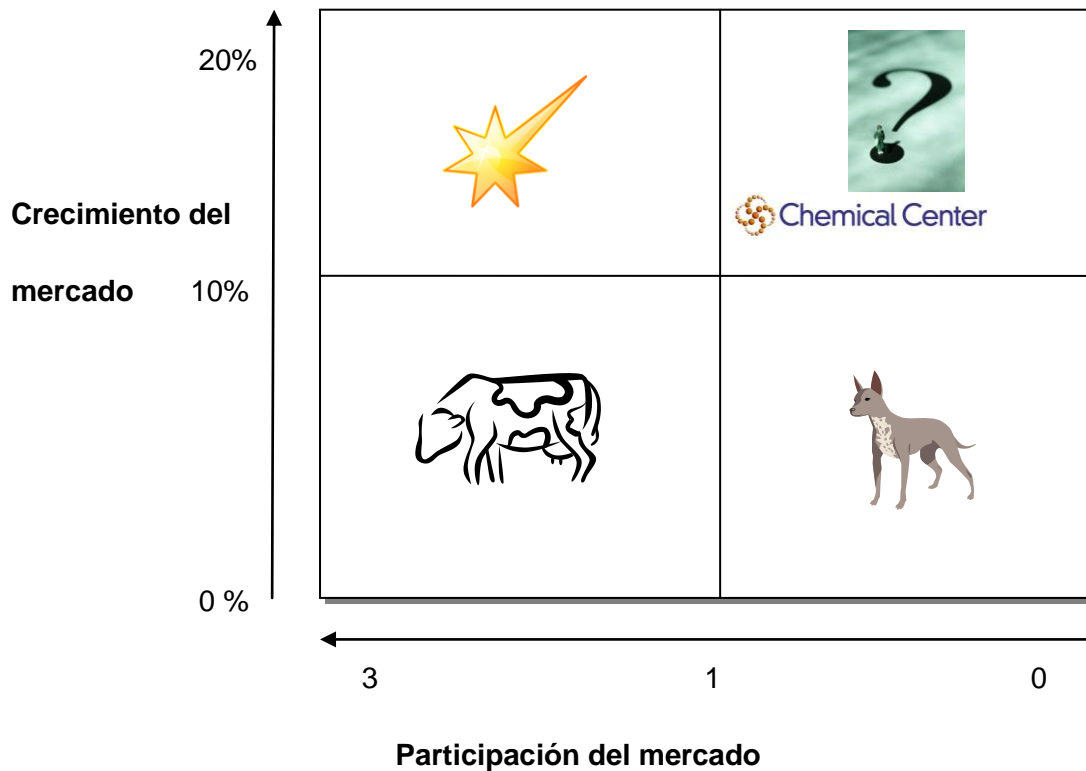 20%
Crecimiento del
mercado
10%
Chemical Center
0 %
3
1
0
Participación del mercado